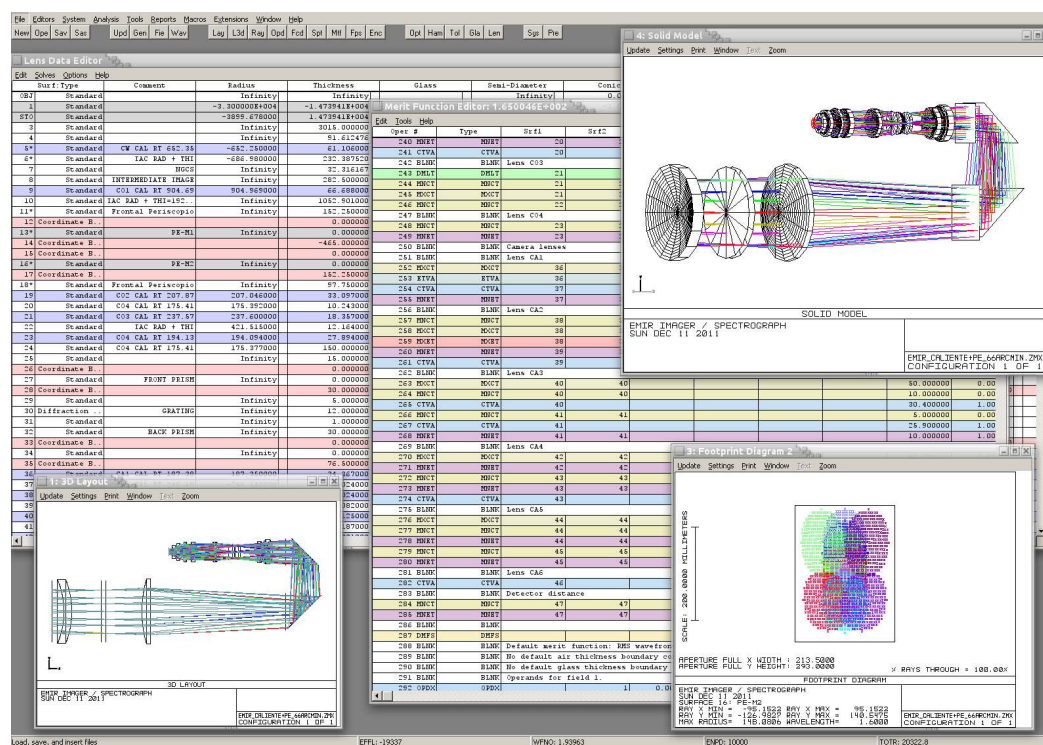 File Editors System Analysis Tools Reports Macros Extensions Window Help
New Ope Sav Sas Upd Gen Fie Wav Lay L3d Ray Opd Fcd Spt Mtf Fps Enc Opt Ham Tol Gla Len Sys Pre
Lens Data Editor
Edit Solves Options Help
Surf:Type Comment Radius Thickness Glass Semi-Diameter Conic
OBJ Standard Infinity Infinity Infinity
1 Standard -3.300000E+004 -1.473941E+004
STO Standard -3899.678000 1.473941E+004
3 Standard Infinity 3015.000000
4 Standard Infinity 91.612476
5* Standard CW CAL RT 652.35 -652.250000 61.106000
6* Standard IAC RAD + THI -686.980000 232.387520
7 Standard NGCS Infinity 32.316167
8 Standard INTERMEDIATE IMAGE Infinity 282.500000
9 Standard C01 CAL RT 904.69 904.969000 66.688000
10 Standard IAC RAD + THI=192.. Infinity 1052.901000
11* Standard Frontal Periscopio Infinity 152.250000
12 Coordinate B.. 0.000000
13* Standard PE-M1 Infinity 0.000000
14 Coordinate B.. -465.000000
15 Coordinate B.. 0.000000
16* Standard PE-M2 Infinity 0.000000
17 Coordinate B.. 152.250000
18* Standard Frontal Periscopio Infinity 97.750000
19 Standard C02 CAL RT 207.87 207.046000 33.097000
20 Standard C04 CAL RT 175.41 175.392000 10.243000
21 Standard C03 CAL RT 237.57 237.600000 18.357000
22 Standard IAC RAD + THI 421.515000 12.164000
23 Standard C04 CAL RT 194.13 194.094000 27.894000
24 Standard C04 CAL RT 175.41 175.377000 150.000000
25 Standard Infinity 15.000000
26 Coordinate B.. 0.000000
27 Standard FRONT PRISM Infinity 0.000000
28 Coordinate B.. 30.000000
29 Standard Infinity 5.000000
30 Diffraction .. GRATING Infinity 12.000000
31 Standard Infinity 1.000000
32 Standard BACK PRISM Infinity 30.000000
33 Coordinate B.. 0.000000
34 Standard Infinity 0.000000
35 Coordinate B.. 76.500000
36
37
38
39
40
41
Merit Function Editor: 1.650046E+002
Edit Tools Help
Oper # Type Srf1 Srf2
240 MNET MNET 20
241 CTVA CTVA 20
242 BLNK BLNK Lens C03
243 DMLT DMLT 21
244 MNCT MNCT 21
245 MXCT MXCT 21
246 MNCT MNCT 22
247 BLNK BLNK Lens C04
248 MNCT MNCT 23
249 MNET MNET 23
250 BLNK BLNK Camera lenses
251 BLNK BLNK Lens CA1
252 MXCT MXCT 36
253 ETVA ETVA 36
254 CTVA CTVA 37
255 MNET MNET 37
256 BLNK BLNK Lens CA2
257 MNCT MNCT 38
258 MXCT MXCT 38
259 MXET MXET 38
260 MNET MNET 39
261 CTVA CTVA 39
262 BLNK BLNK Lens CA3
263 MXCT MXCT 40 40 50.000000 0.00
264 MNCT MNCT 40 40 10.000000 0.00
265 CTVA CTVA 40 30.400000 1.00
266 MNCT MNCT 41 41 5.000000 0.00
267 CTVA CTVA 41 25.900000 1.00
268 MNET MNET 41 41 10.000000 1.00
269 BLNK BLNK Lens CA4
270 MXCT MXCT 42 42
271 MNET MNET 42 42
272 MNCT MNCT 43 43
273 MNET MNET 43 43
274 CTVA CTVA 43
275 BLNK BLNK Lens CA5
276 MXCT MXCT 44 44
277 MNCT MNCT 44 44
278 MNET MNET 44 44
279 MNCT MNCT 45 45
280 MNET MNET 45 45
281 BLNK BLNK Lens CA6
282 CTVA CTVA 46
283 BLNK BLNK Detector distance
284 MNCT MNCT 47 47
285 MNET MNET 47 47
286 BLNK BLNK
287 DMFS DMFS
288 BLNK BLNK Default merit function: RMS wavefron
289 BLNK BLNK No default air thickness boundary co
290 BLNK BLNK No default glass thickness boundary
291 BLNK BLNK Operands for field 1.
292 OPDX OPDX 1
4: Solid Model
Update Settings Print Window Text Zoom
SOLID MODEL
EMIR IMAGER / SPECTROGRAPH
SUN DEC 11 2011
EMIR_CALIENTE+PE_66ARCMIN.ZMX
CONFIGURATION 1 OF 1
1: 3D Layout
Update Settings Print Window Text Zoom
3D LAYOUT
EMIR IMAGER / SPECTROGRAPH
SUN DEC 11 2011
EMIR_CALIENTE+PE_66ARCMIN.ZMX
CONFIGURATION 1 OF 1
3: Footprint Diagram 2
Update Settings Print Window Text Zoom
SCALE: 200.0000 MILLIMETERS
APERTURE FULL X WIDTH : 213.5000
APERTURE FULL Y HEIGHT: 293.0000
% RAYS THROUGH = 100.00%
FOOTPRINT DIAGRAM
EMIR IMAGER / SPECTROGRAPH
SUN DEC 11 2011
SURFACE 16: PE-M2
RAY X MIN = -95.1522 RAY X MAX = 95.1522
RAY Y MIN = -126.9827 RAY Y MAX = 140.5475
MAX RADIUS= 148.0806 WAVELENGTH= 1.6000
EMIR_CALIENTE+PE_66ARCMIN.ZMX
CONFIGURATION 1 OF 1
Load, save, and insert files EFFL: -19337 WFNO: 1.93963 ENPD: 10000 TOTR: 20322.8